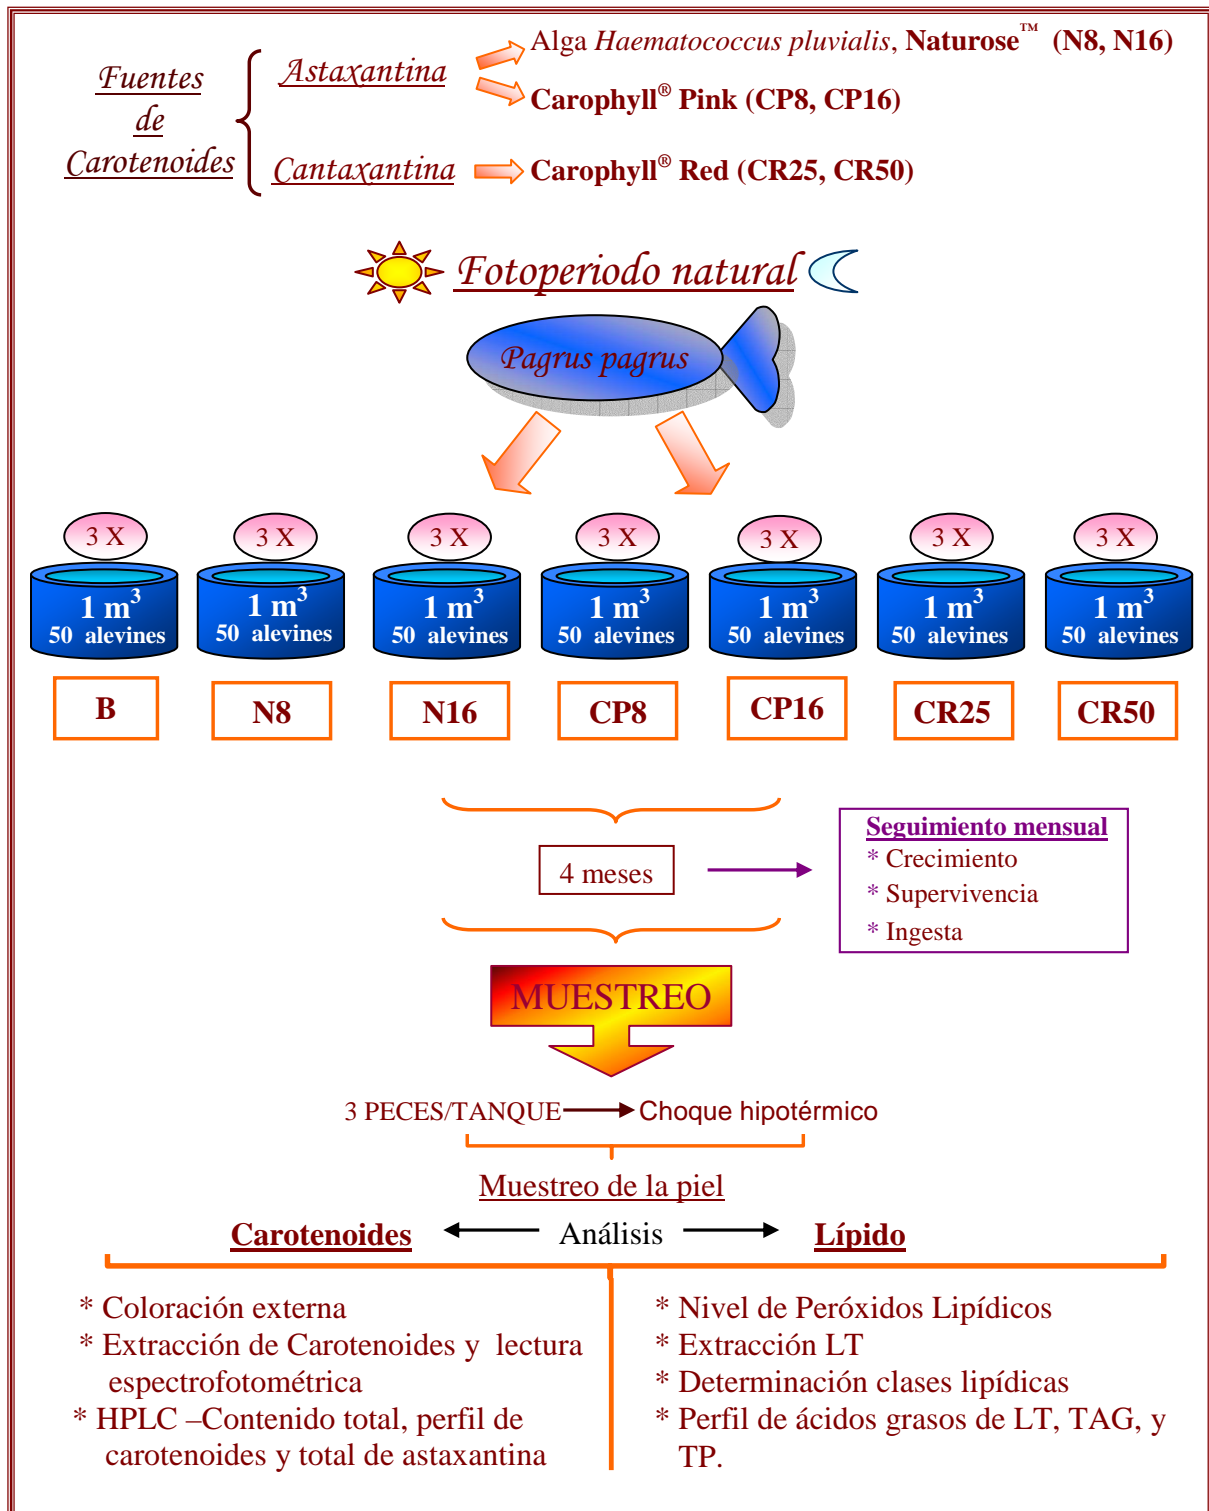 Fuentes
de
Carotenoides
Astaxantina
Alga Haematococcus pluvialis, Naturose™ (N8, N16)
Carophyll® Pink (CP8, CP16)
Cantaxantina
Carophyll® Red (CR25, CR50)
Fotoperiodo natural
Pagrus pagrus
3 X 3 X 3 X 3 X 3 X 3 X 3 X
1 m³ 1 m³ 1 m³ 1 m³ 1 m³ 1 m³ 1 m³
50 alevines 50 alevines 50 alevines 50 alevines 50 alevines 50 alevines 50 alevines
B N8 N16 CP8 CP16 CR25 CR50
4 meses
Seguimiento mensual
* Crecimiento
* Supervivencia
* Ingesta
MUESTREO
3 PECES/TANQUE Choque hipotérmico
Muestreo de la piel
Carotenoides Análisis Lípido
* Coloración externa
* Extracción de Carotenoides y lectura
espectrofotométrica
* HPLC –Contenido total, perfil de
carotenoides y total de astaxantina
* Nivel de Peróxidos Lipídicos
* Extracción LT
* Determinación clases lipídicas
* Perfil de ácidos grasos de LT, TAG, y
TP.